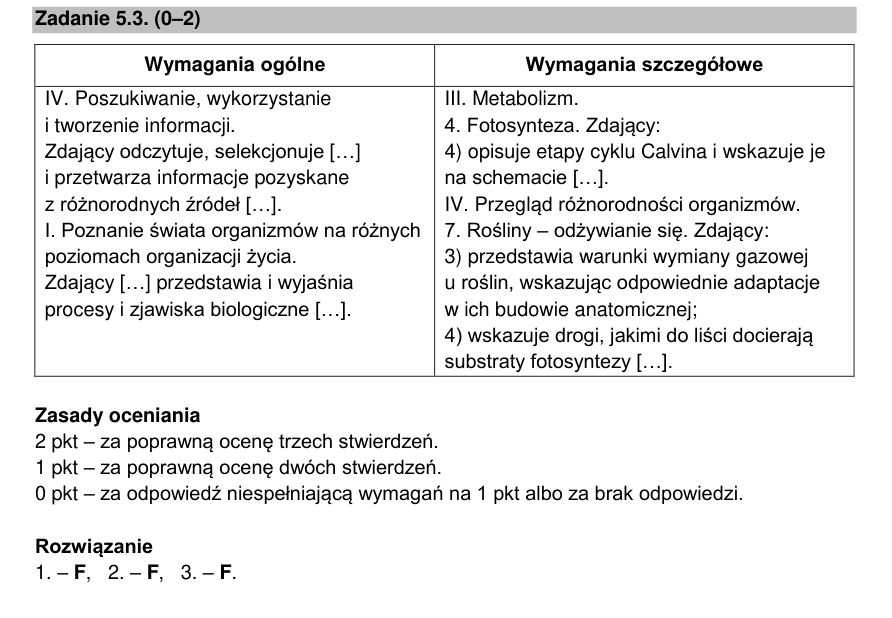 Zadanie 5.3. (0–2)
Wymagania ogólne
Wymagania szczegółowe
IV. Poszukiwanie, wykorzystanie
i tworzenie informacji.
Zdający odczytuje, selekcjonuje […]
i przetwarza informacje pozyskane
z różnorodnych źródeł […].
I. Poznanie świata organizmów na różnych
poziomach organizacji życia.
Zdający […] przedstawia i wyjaśnia
procesy i zjawiska biologiczne […].
III. Metabolizm.
4. Fotosynteza. Zdający:
4) opisuje etapy cyklu Calvina i wskazuje je
na schemacie […].
IV. Przegląd różnorodności organizmów.
7. Rośliny – odżywianie się. Zdający:
3) przedstawia warunki wymiany gazowej
u roślin, wskazując odpowiednie adaptacje
w ich budowie anatomicznej;
4) wskazuje drogi, jakimi do liści docierają
substraty fotosyntezy […].
Zasady oceniania
2 pkt – za poprawną ocenę trzech stwierdzeń.
1 pkt – za poprawną ocenę dwóch stwierdzeń.
0 pkt – za odpowiedź niespełniającą wymagań na 1 pkt albo za brak odpowiedzi.
Rozwiązanie
1. – F, 2. – F, 3. – F.